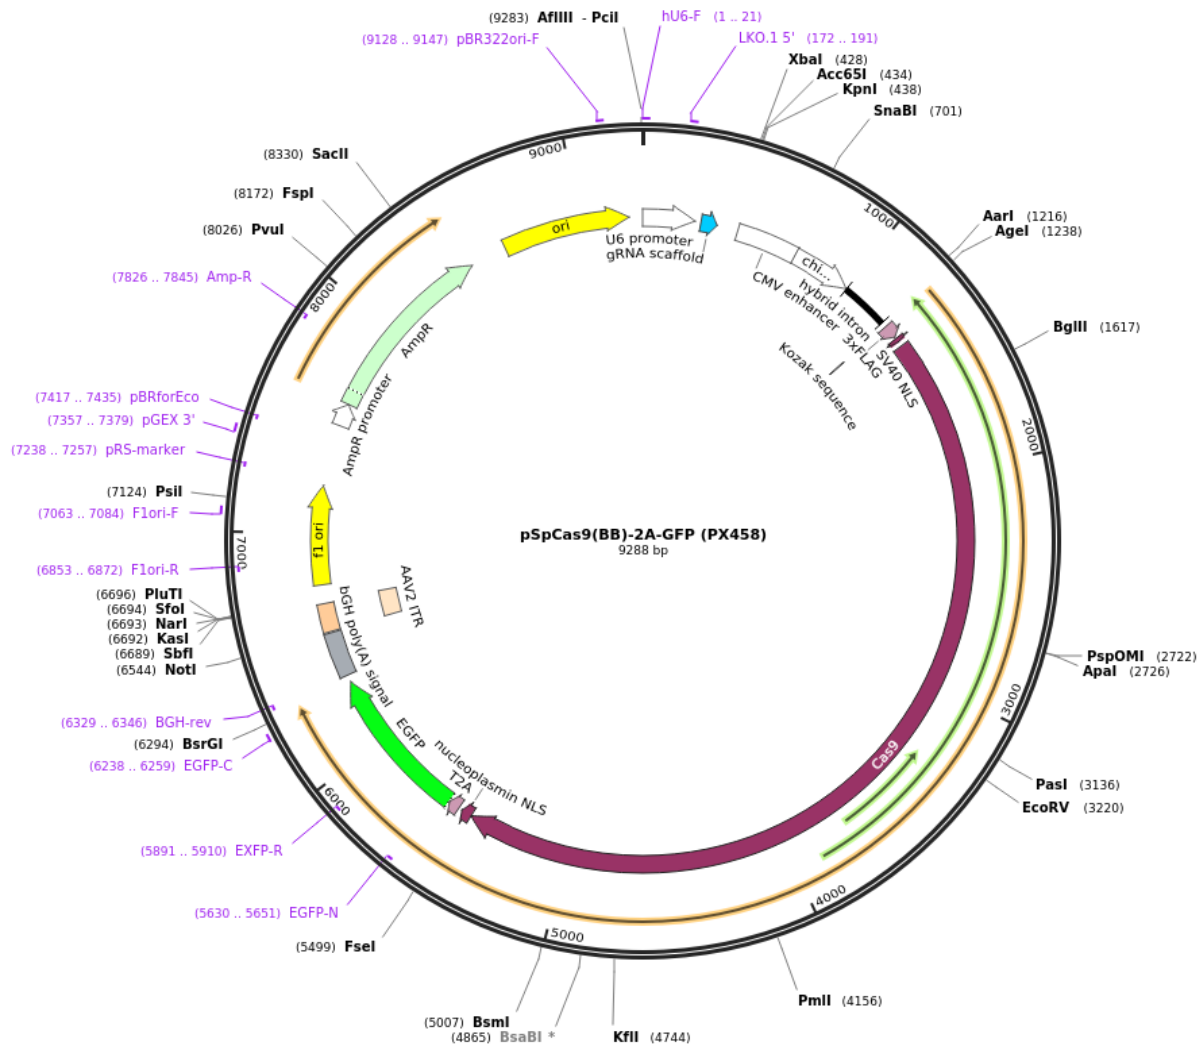 (9283) AflIII - PciI
hU6-F (1 .. 21)
(9128 .. 9147) pBR322ori-F
LKO.1 5' (172 .. 191)
XbaI (428)
Acc65I (434)
KpnI (438)
SnaBI (701)
(8330) SacII
(8172) FspI
(8026) PvuI
(7826 .. 7845) Amp-R
AarI (1216)
AgeI (1238)
BglII (1617)
(7417 .. 7435) pBRforEco
(7357 .. 7379) pGEX 3'
(7238 .. 7257) pRS-marker
(7124) PsiI
(7063 .. 7084) F1ori-F
(6853 .. 6872) F1ori-R
(6696) PluTI
(6694) SfoI
(6693) NarI
(6692) KasI
(6689) SbfI
(6544) NotI
(6329 .. 6346) BGH-rev
(6294) BsrGI
(6238 .. 6259) EGFP-C
(5891 .. 5910) EXFP-R
(5630 .. 5651) EGFP-N
(5499) FseI
(5007) BsmI
(4865) BsaBI *
KflI (4744)
PmlI (4156)
EcoRV (3220)
PasI (3136)
ApaI (2726)
PspOMI (2722)
1000
2000
3000
4000
5000
6000
7000
8000
9000
ori
U6 promoter
gRNA scaffold
CMV enhancer
chi...
hybrid intron
3xFLAG
SV40 NLS
Kozak sequence
Cas9
nucleoplasmin NLS
T2A
EGFP
bGH poly(A) signal
AAV2 ITR
f1 ori
AmpR promoter
AmpR
pSpCas9(BB)-2A-GFP (PX458)
9288 bp